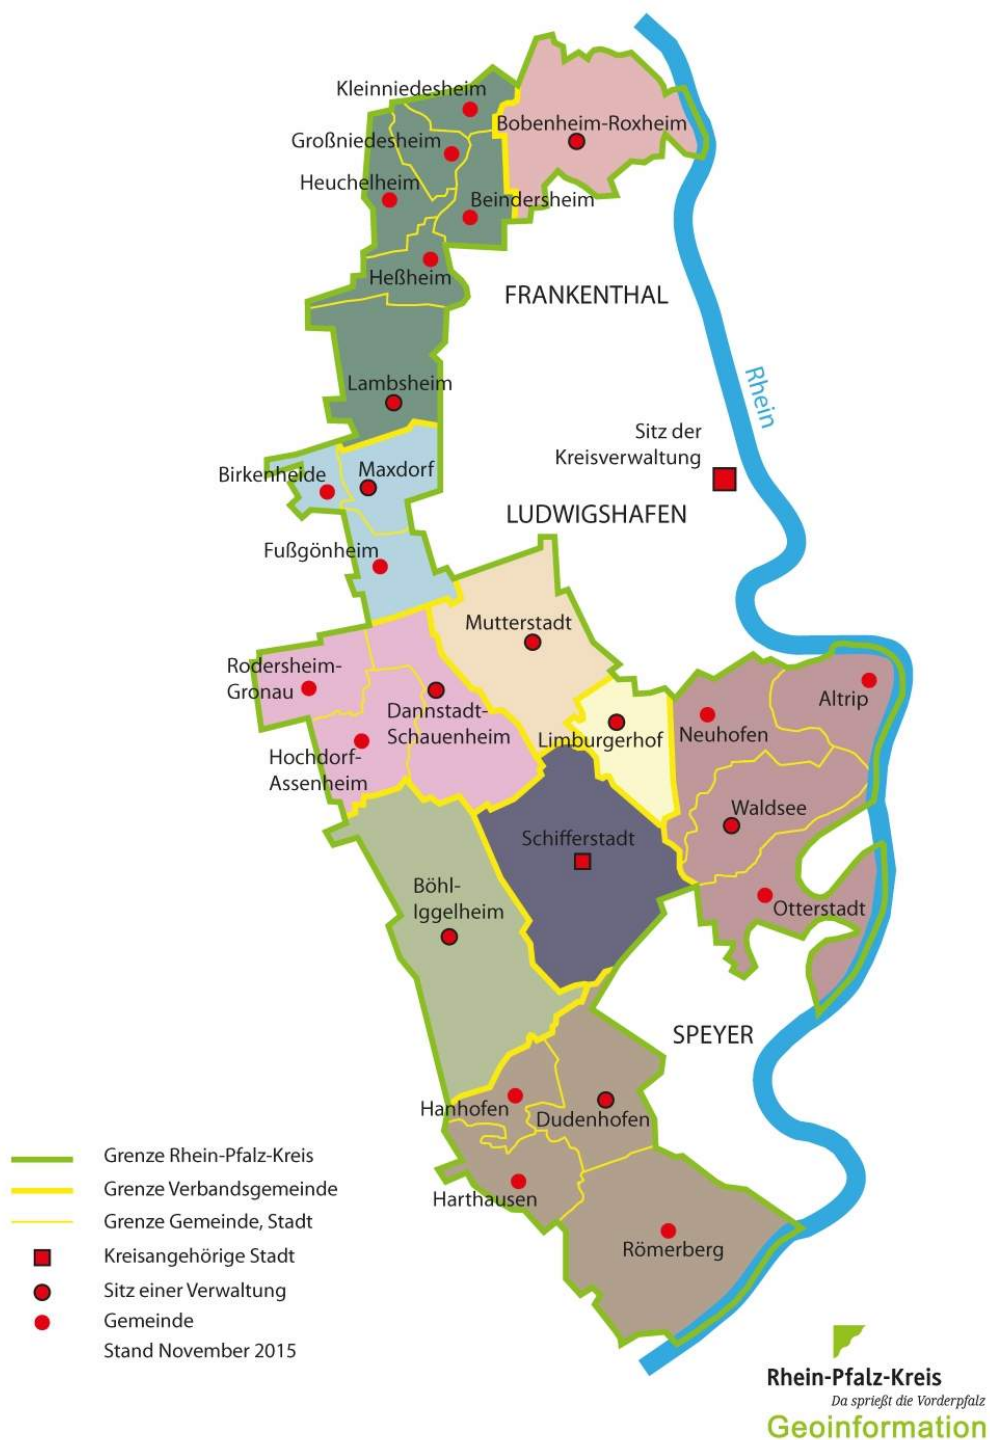 Kleinniedesheim
Bobenheim-Roxheim
Großniedesheim
Heuchelheim
Beindersheim
Heßheim
FRANKENTHAL
Lambsheim
Rhein
Sitz der
Kreisverwaltung
Birkenheide
Maxdorf
LUDWIGSHAFEN
Fußgönheim
Mutterstadt
Rodersheim-
Gronau
Altrip
Dannstadt-
Schauenheim
Limburgerhof
Neuhofen
Hochdorf-
Assenheim
Waldsee
Schifferstadt
Böhl-
Iggelheim
Otterstadt
SPEYER
Hanhofen
Dudenhofen
Harthausen
Römerberg
Grenze Rhein-Pfalz-Kreis
Grenze Verbandsgemeinde
Grenze Gemeinde, Stadt
Kreisangehörige Stadt
Sitz einer Verwaltung
Gemeinde
Stand November 2015
Rhein-Pfalz-Kreis
Da sprießt die Vorderpfalz
Geoinformation